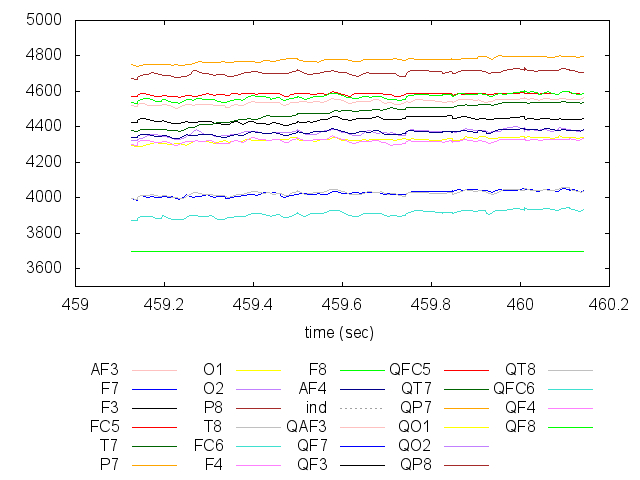 5000
4800
4600
4400
4200
4000
3800
3600
459 459.2 459.4 459.6 459.8 460 460.2
time (sec)
AF3 O1 F8 QFC5 QT8
F7 O2 AF4 QT7 QFC6
F3 P8 ind QP7 QF4
FC5 T8 QAF3 QO1 QF8
T7 FC6 QF7 QO2
P7 F4 QF3 QP8